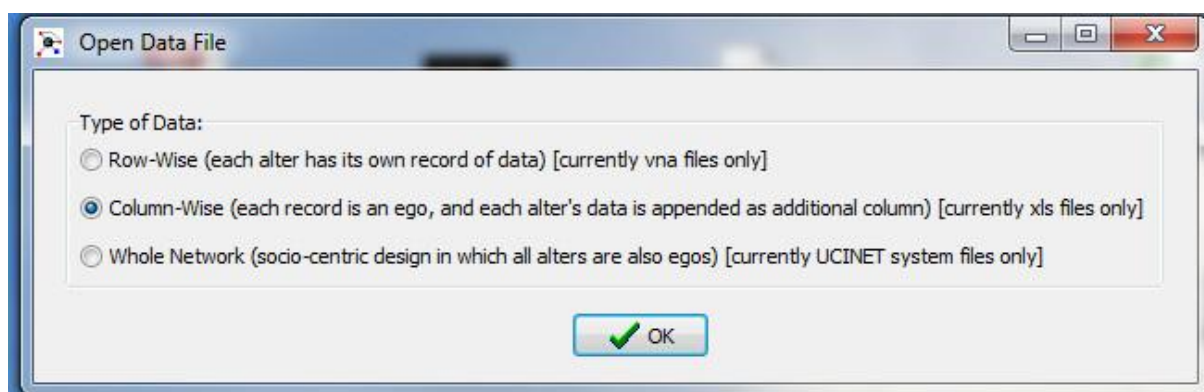 Open Data File
Type of Data:
Row-Wise (each alter has its own record of data) [currently vna files only]
Column-Wise (each record is an ego, and each alter's data is appended as additional column) [currently xls files only]
Whole Network (socio-centric design in which all alters are also egos) [currently UCINET system files only]
OK